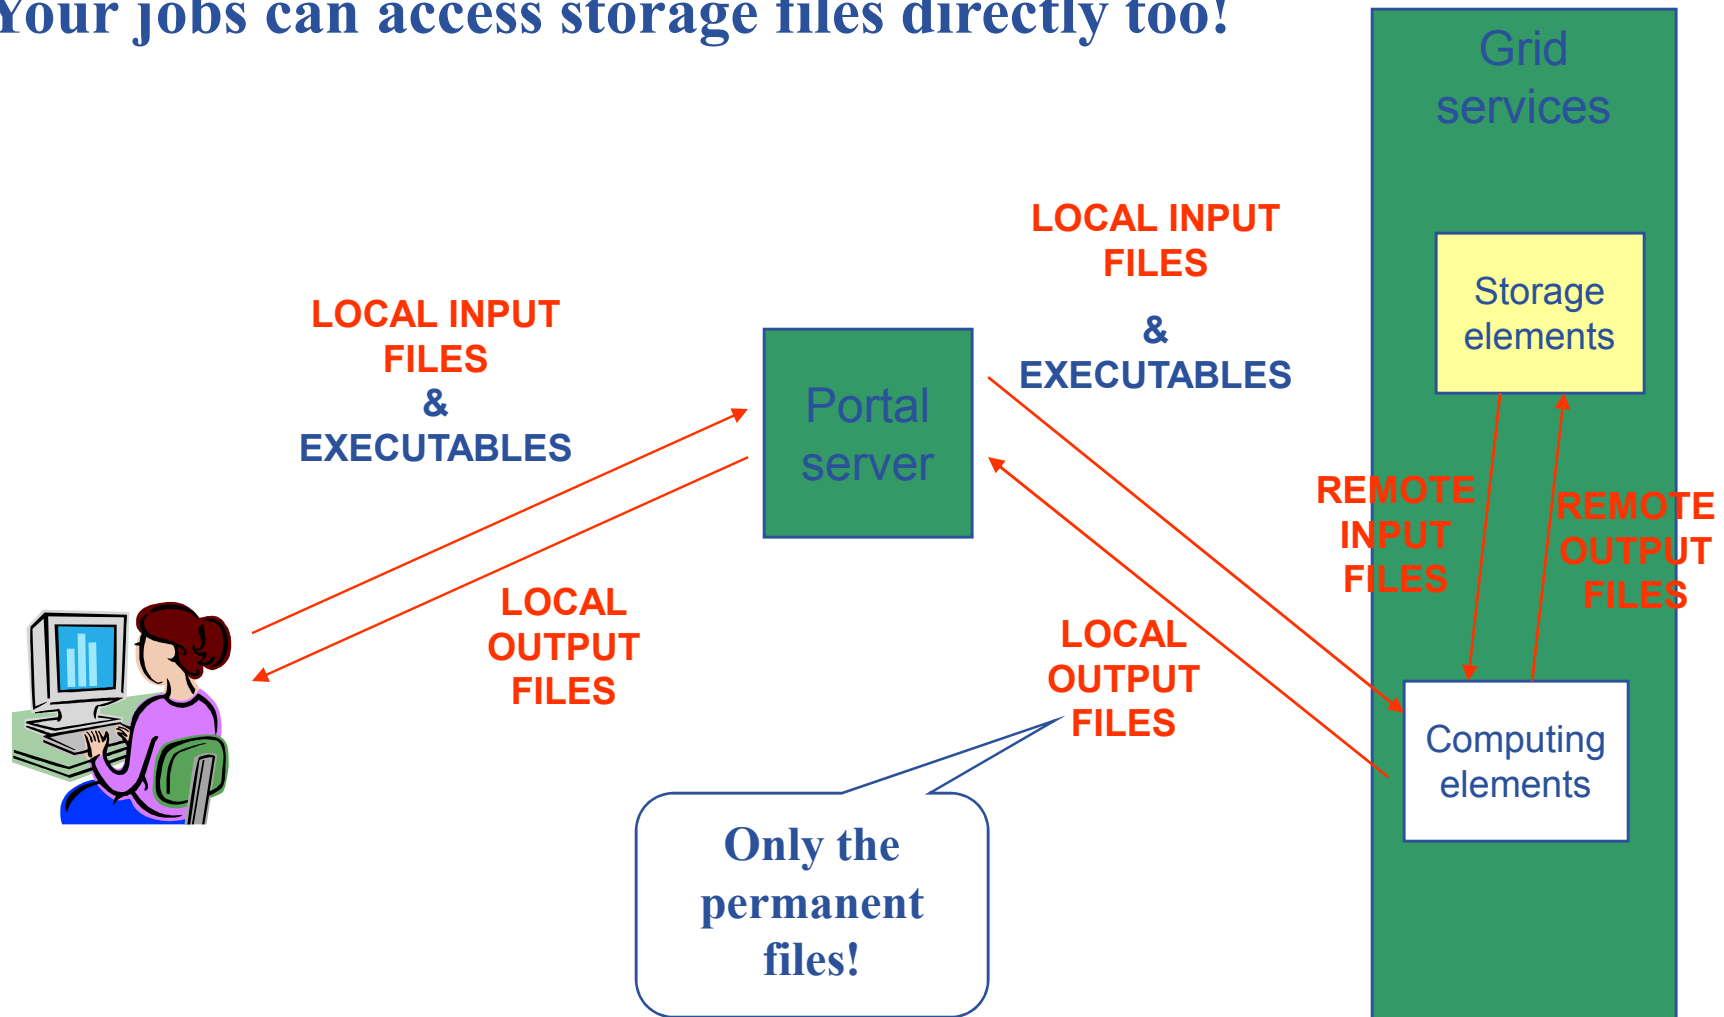 Your jobs can access storage files directly too!
Grid
services
LOCAL INPUT
FILES
&
EXECUTABLES
LOCAL INPUT
FILES
&
EXECUTABLES
Storage
elements
Portal
server
REMOTE
INPUT
FILES
REMOTE
OUTPUT
FILES
LOCAL
OUTPUT
FILES
LOCAL
OUTPUT
FILES
Computing
elements
Only the
permanent
files!